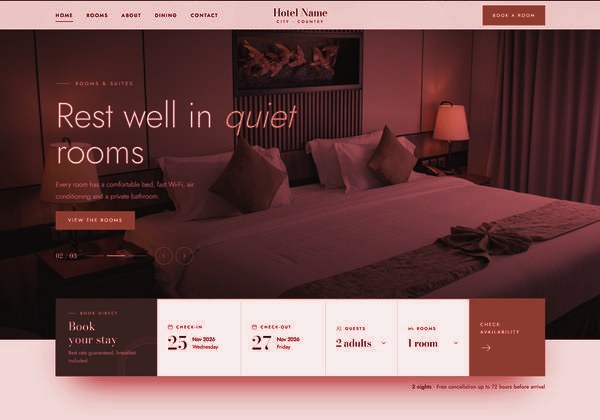 HOME ROOMS ABOUT DINING CONTACT
Hotel Name
CITY · COUNTRY
BOOK A ROOM
ROOMS & SUITES
Rest well in quiet
rooms
Every room has a comfortable bed, fast Wi-Fi, air
conditioning and a private bathroom.
VIEW THE ROOMS
02 / 03
BOOK DIRECT
Book
your stay
Best rate guaranteed, breakfast
included.
CHECK-IN
25 Nov 2026
Wednesday
CHECK-OUT
27 Nov 2026
Friday
GUESTS
2 adults
ROOMS
1 room
CHECK
AVAILABILITY
2 nights · Free cancellation up to 72 hours before arrival